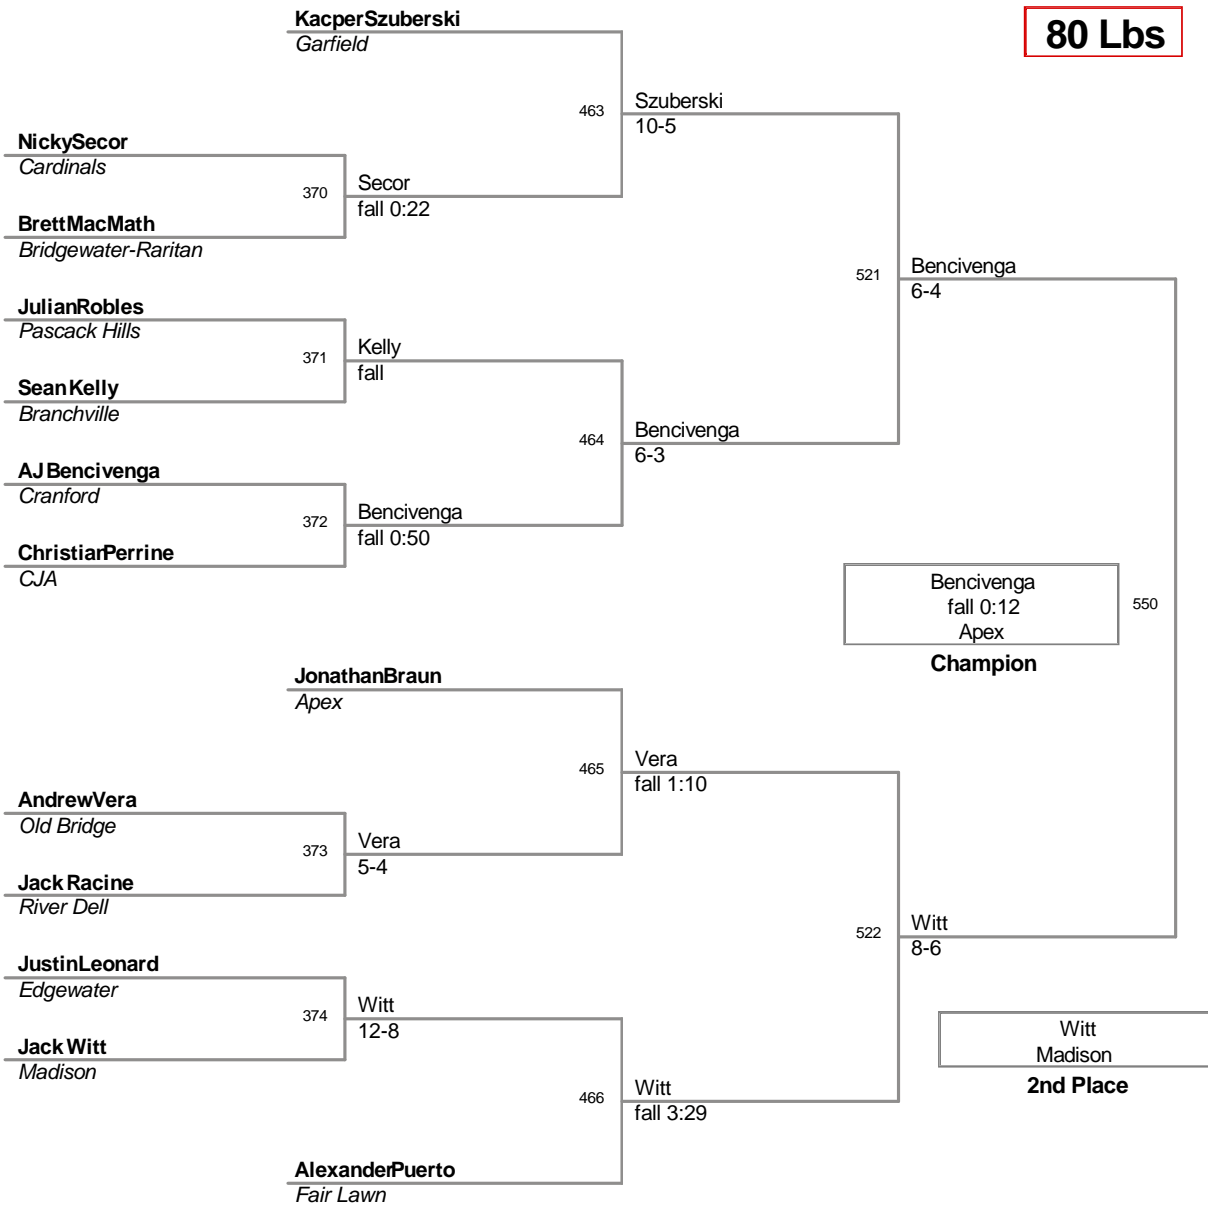 KacperSzuberski
Garfield
80 Lbs
463
Szuberski
10-5
NickySecor
Cardinals
370
Secor
fall 0:22
BrettMacMath
Bridgewater-Raritan
521
Bencivenga
6-4
JulianRobles
Pascack Hills
371
Kelly
fall
SeanKelly
Branchville
464
Bencivenga
6-3
AJBencivenga
Cranford
372
Bencivenga
fall 0:50
ChristianPerrine
CJA
Bencivenga
fall 0:12
Apex
550
Champion
JonathanBraun
Apex
465
Vera
fall 1:10
AndrewVera
Old Bridge
373
Vera
5-4
Jack Racine
River Dell
522
Witt
8-6
JustinLeonard
Edgewater
374
Witt
12-8
Jack Witt
Madison
Witt
Madison
2nd Place
466
Witt
fall 3:29
AlexanderPuerto
Fair Lawn